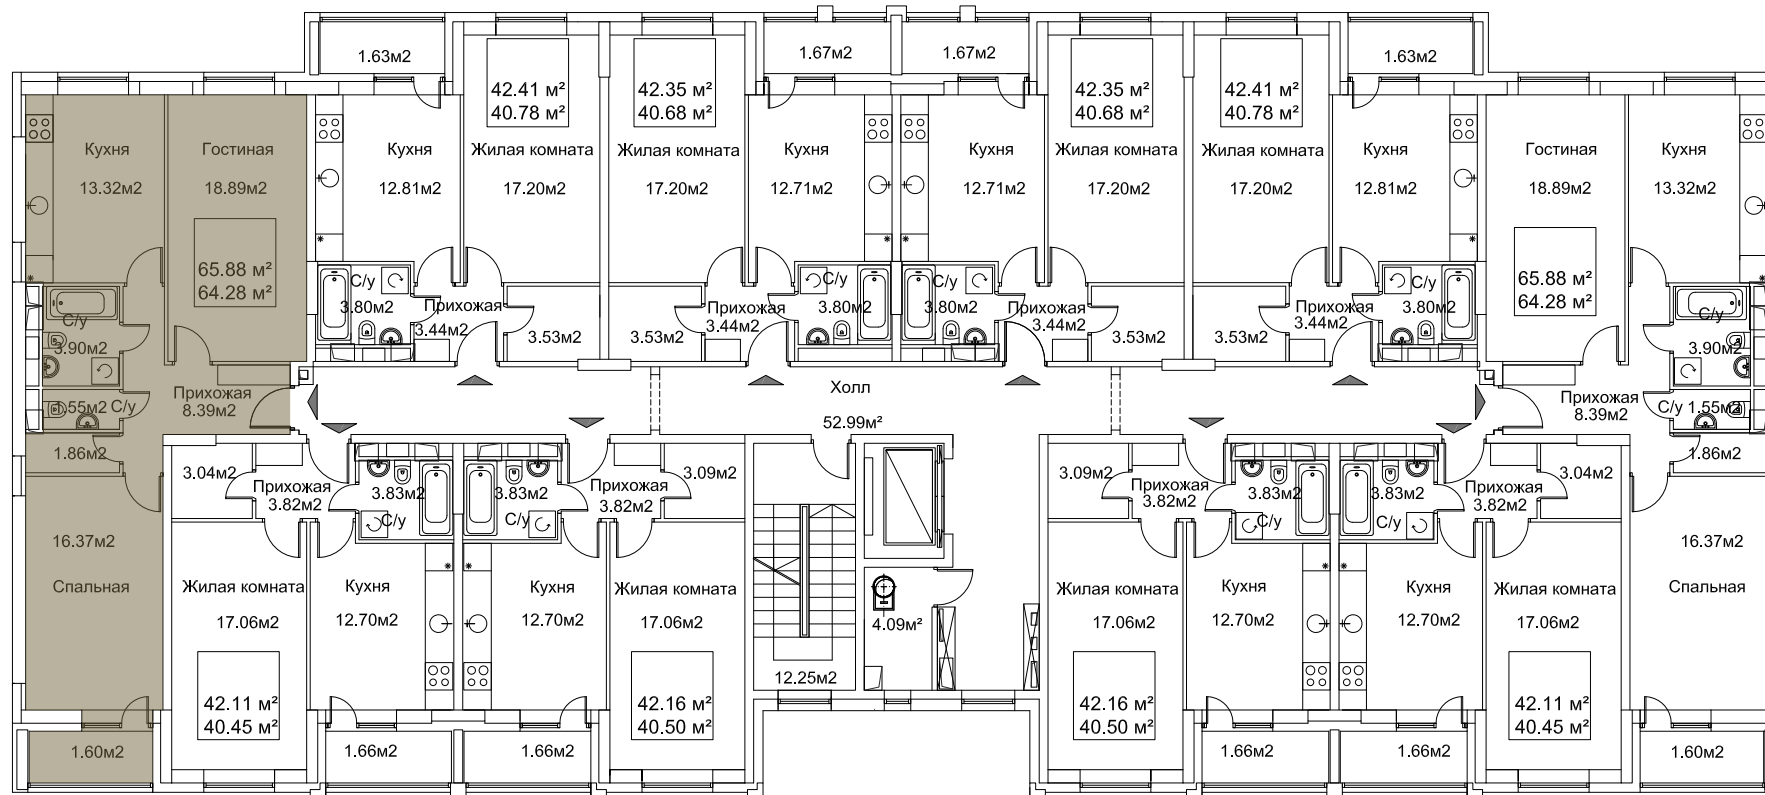 1.63м2
1.67м2
1.67м2
1.63м2
42.41 м²
40.78 м²
42.35 м²
40.68 м²
42.35 м²
40.68 м²
42.41 м²
40.78 м²
Кухня
13.32м2
Гостиная
18.89м2
Кухня
12.81м2
Жилая комната
17.20м2
Жилая комната
17.20м2
Кухня
12.71м2
Кухня
12.71м2
Жилая комната
17.20м2
Жилая комната
17.20м2
Кухня
12.81м2
Гостиная
18.89м2
Кухня
13.32м2
65.88 м²
64.28 м²
65.88 м²
64.28 м²
С/у
3.90м2
С/у
3.80м2
Прихожая
3.44м2
3.53м2
3.53м2
Прихожая
3.44м2
С/у
3.80м2
С/у
3.80м2
Прихожая
3.44м2
3.53м2
3.53м2
Прихожая
3.44м2
С/у
3.80м2
С/у
3.90м2
1.55м2 С/у
Прихожая
8.39м2
Холл
52.99м²
Прихожая
8.39м2
С/у 1.55м2
1.86м2
1.86м2
3.04м2
Прихожая
3.82м2
3.83м2
С/у
3.83м2
С/у
Прихожая
3.82м2
3.09м2
3.09м2
Прихожая
3.82м2
3.83м2
С/у
3.83м2
С/у
Прихожая
3.82м2
3.04м2
16.37м2
Спальная
Жилая комната
17.06м2
Кухня
12.70м2
Кухня
12.70м2
Жилая комната
17.06м2
4.09м²
12.25м2
Жилая комната
17.06м2
Кухня
12.70м2
Кухня
12.70м2
Жилая комната
17.06м2
16.37м2
Спальная
42.11 м²
40.45 м²
42.16 м²
40.50 м²
42.16 м²
40.50 м²
42.11 м²
40.45 м²
1.60м2
1.66м2
1.66м2
1.66м2
1.66м2
1.60м2